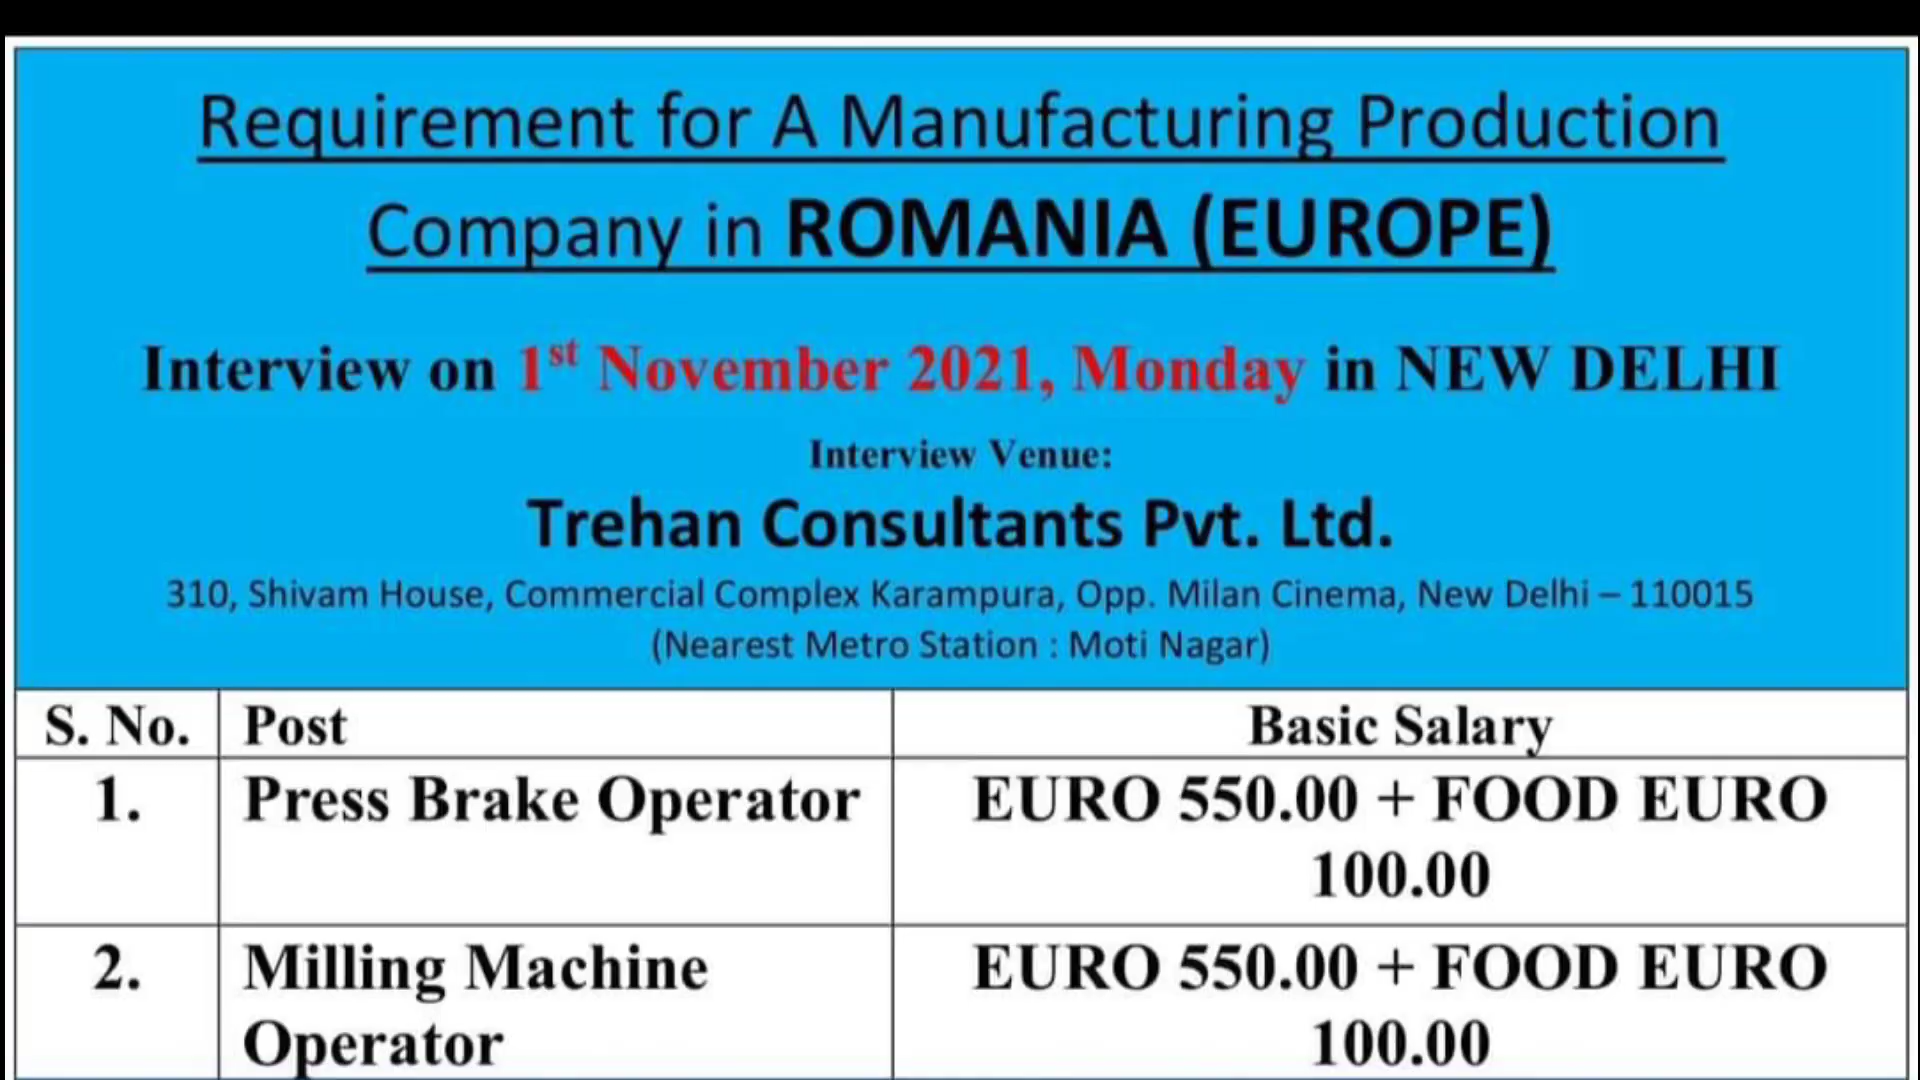 Requirement for A Manufacturing Production
Company in ROMANIA (EUROPE)
Interview on 1st November 2021, Monday in NEW DELHI
Interview Venue:
Trehan Consultants Pvt. Ltd.
310, Shivam House, Commercial Complex Karampura, Opp. Milan Cinema, New Delhi – 110015
(Nearest Metro Station : Moti Nagar)
S. No. Post Basic Salary
1. Press Brake Operator EURO 550.00 + FOOD EURO
100.00
2. Milling Machine EURO 550.00 + FOOD EURO
Operator 100.00